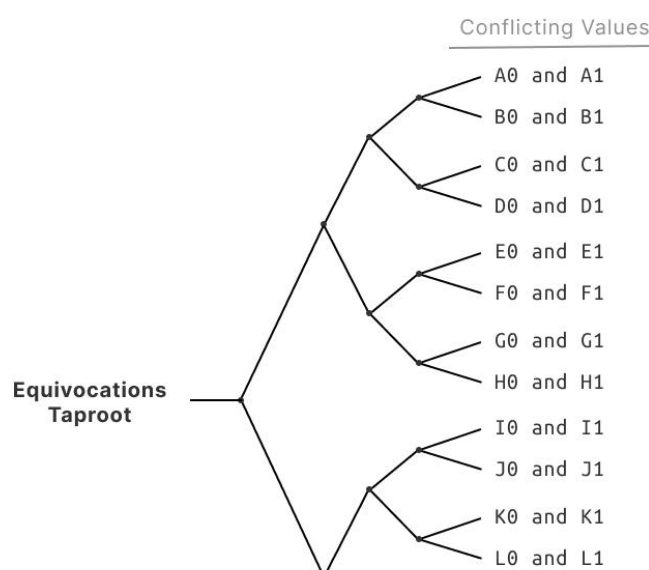 Conflicting Values
A0 and A1
B0 and B1
C0 and C1
D0 and D1
E0 and E1
F0 and F1
G0 and G1
H0 and H1
Equivocations
Taproot
I0 and I1
J0 and J1
K0 and K1
L0 and L1